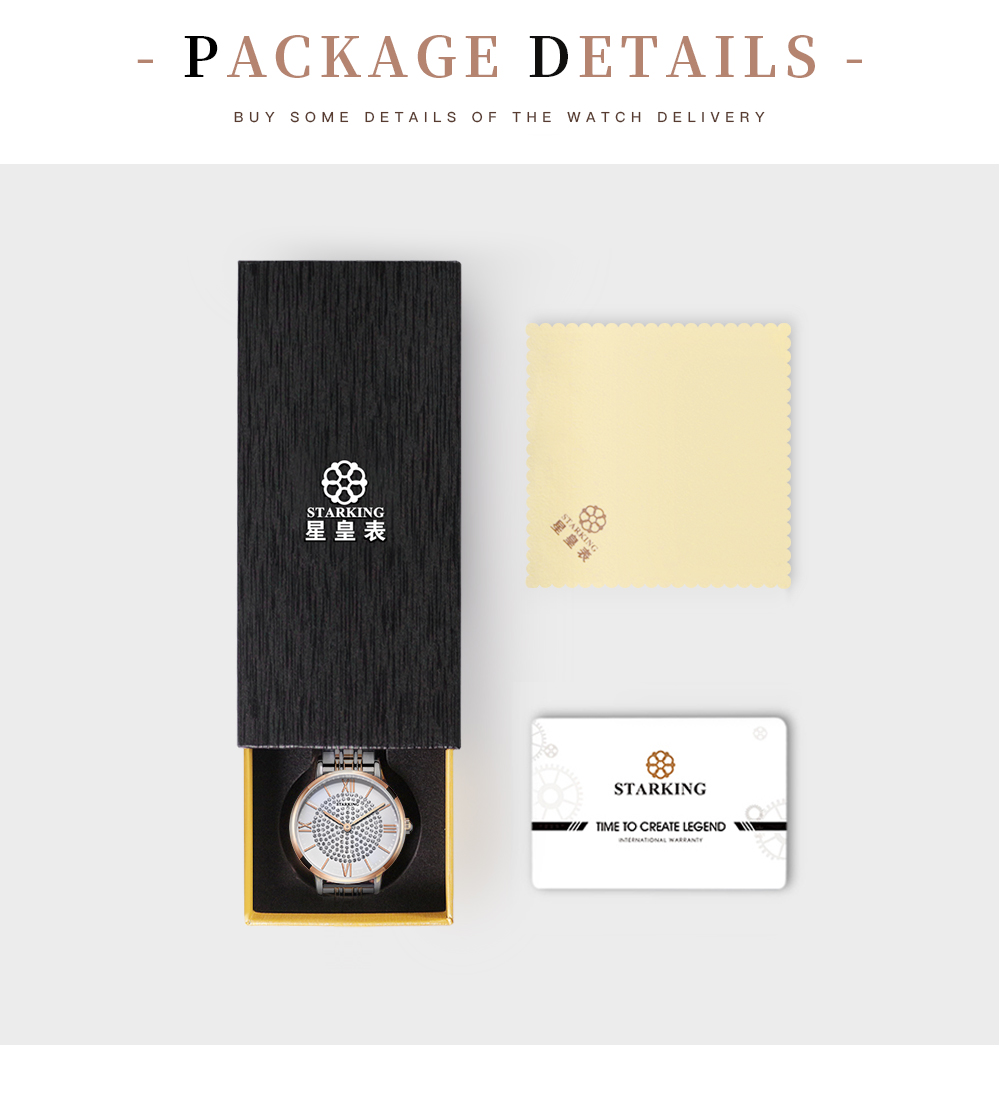 - PACKAGE DETAILS -
BUY SOME DETAILS OF THE WATCH DELIVERY
STARKING
星皇表
STARKING
星皇表
STARKING
TIME TO CREATE LEGEND
INTERNATIONAL WARRANTY
STARKING